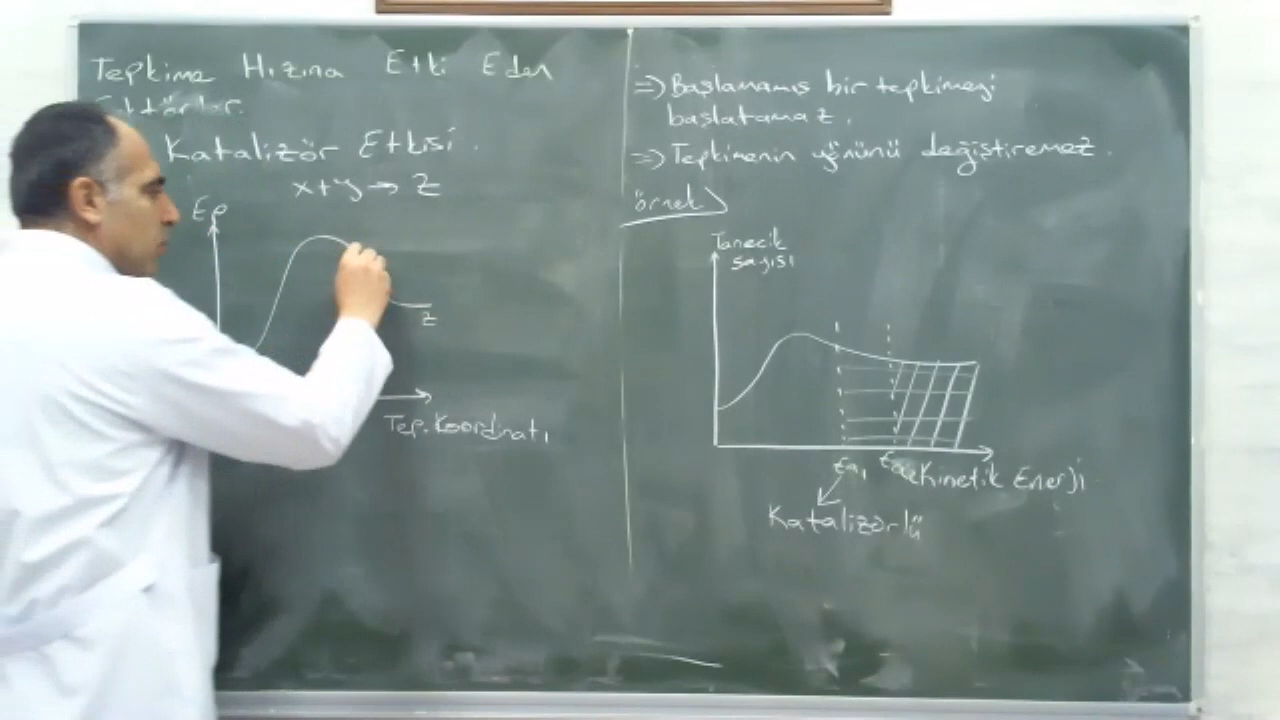 Tepkime Hızına Etki Eden
Faktörler.
Katalizör Etkisi.
x+y→ z
Ep
z
Tep. Koordinatı
=> Başlamamış bir tepkimeyi
başlatamaz.
=> Tepkimenin yönünü değiştiremez.
örnek
Tanecik
sayısı
Ea₁
Kinetik Enerji
Katalizörlü